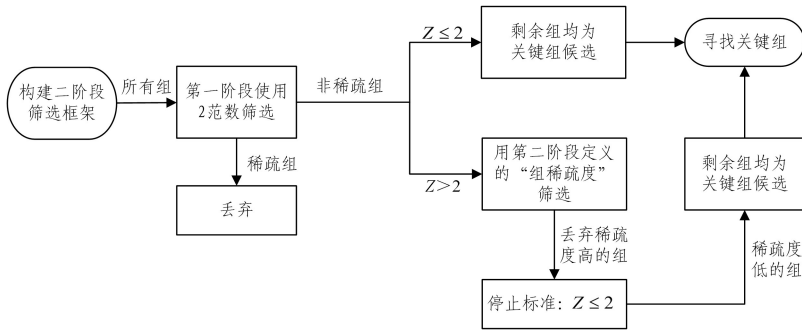 构建二阶段
筛选框架
所有组
第一阶段使用
2范数筛选
稀疏组
丢弃
非稀疏组
Z ≤ 2
剩余组均为
关键组候选
寻找关键组
Z>2
用第二阶段定义
的“组稀疏度”
筛选
丢弃稀疏
度高的组
停止标准：Z ≤ 2
稀疏度
低的组
剩余组均为
关键组候选